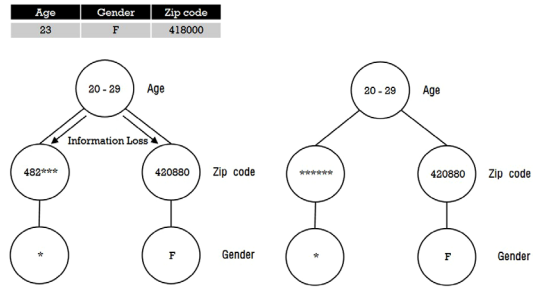 Age Gender Zip code
23 F 418000
20 - 29 Age
Information Loss
482*** 420880 Zip code
* F Gender
20 - 29 Age
****** 420880 Zip code
* F Gender